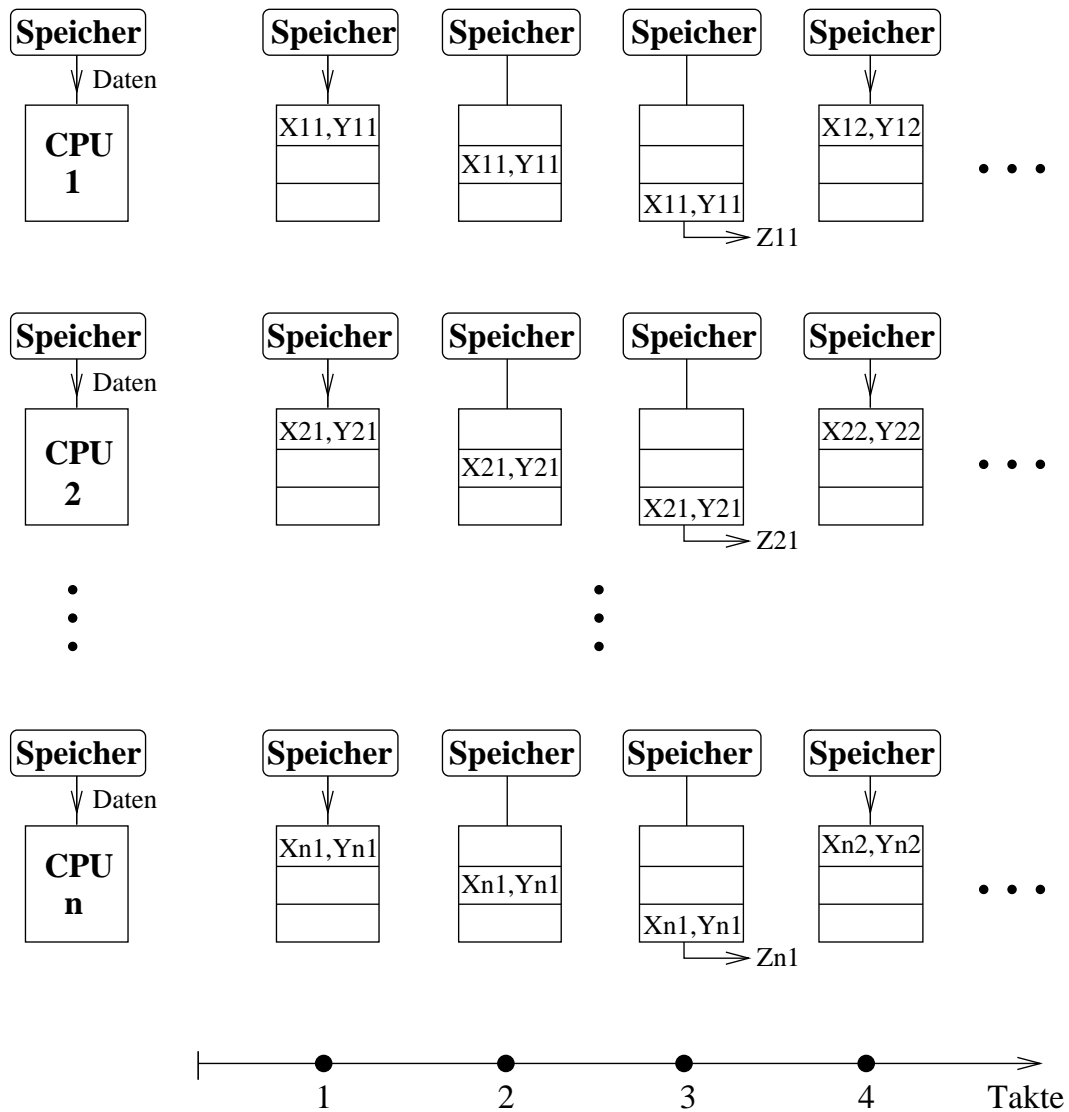 Speicher Speicher Speicher Speicher Speicher
Daten
CPU
1
X11,Y11
X11,Y11
X11,Y11
X12,Y12
Z11
Speicher Speicher Speicher Speicher Speicher
Daten
CPU
2
X21,Y21
X21,Y21
X21,Y21
X22,Y22
Z21
Speicher Speicher Speicher Speicher Speicher
Daten
CPU
n
Xn1,Yn1
Xn1,Yn1
Xn1,Yn1
Xn2,Yn2
Zn1
1 2 3 4 Takte